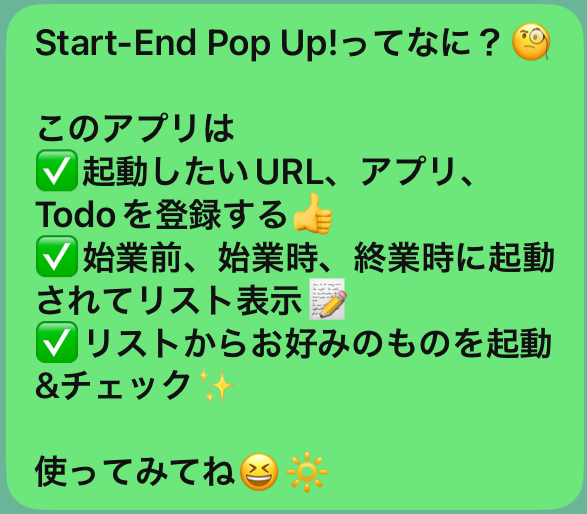 Start-End Pop Up!ってなに？🧐
このアプリは
✅起動したいURL、アプリ、
Todoを登録する👍
✅始業前、始業時、終業時に起動
されてリスト表示📝
✅リストからお好みのものを起動
&チェック✨
使ってみてね😆🔆